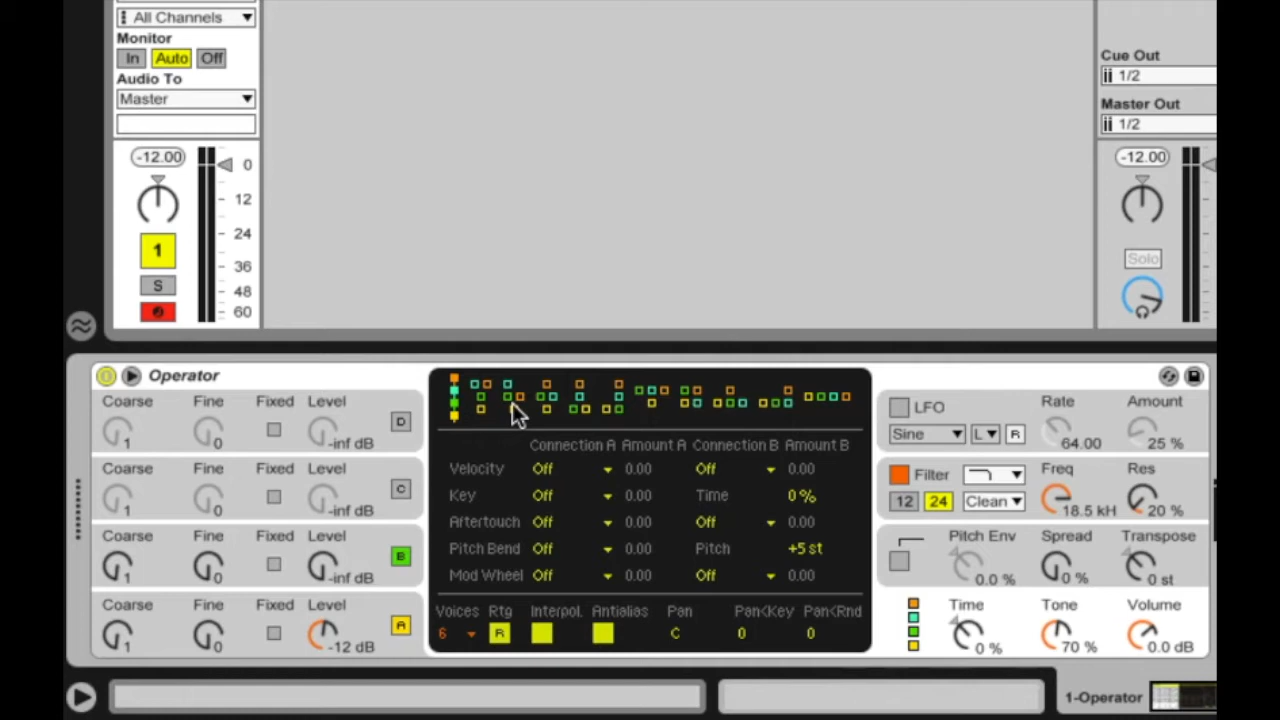 All Channels
Monitor
In Auto Off
Audio To
Master
Cue Out
1/2
Master Out
1/2
-12.00
0
12
24
36
48
60
1
S
-12.00
Solo
Operator
Coarse Fine Fixed Level D
1 0 -inf dB
Coarse Fine Fixed Level C
1 0 -inf dB
Coarse Fine Fixed Level B
1 0 -inf dB
Coarse Fine Fixed Level A
1 0 -12 dB
Connection A Amount A Connection B Amount B
Velocity Off 0.00 Off 0.00
Key Off 0.00 Time 0 %
Aftertouch Off 0.00 Off 0.00
Pitch Bend Off 0.00 Pitch +5 st
Mod Wheel Off 0.00 Off 0.00
Voices Rtg Interpol. Antialias Pan Pan<Key Pan<Rnd
6 R C 0 0
LFO Rate Amount
Sine L R 64.00 25 %
Filter Freq Res
12 24 Clean 18.5 kH 20 %
Pitch Env Spread Transpose
0.0 % 0 % 0 st
Time Tone Volume
0 % 70 % 0.0 dB
1-Operator